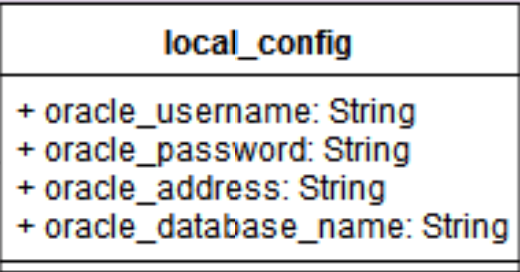 local_config
+ oracle_username: String
+ oracle_password: String
+ oracle_address: String
+ oracle_database_name: String